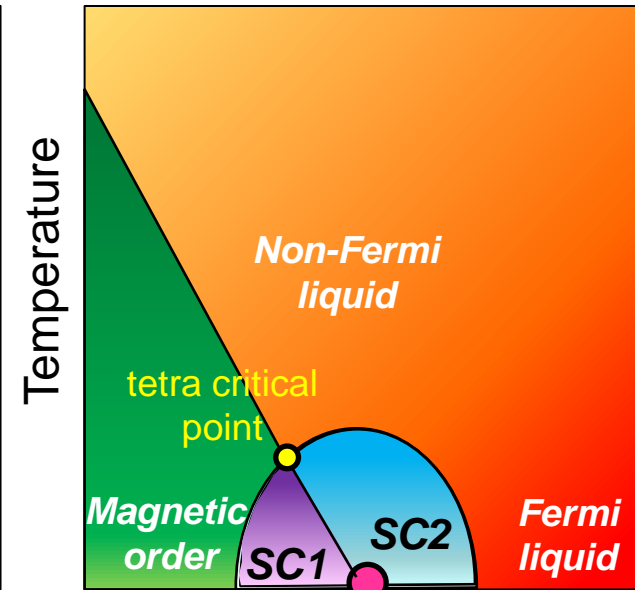 Temperature
Non-Fermi
liquid
tetra critical
point
Magnetic
order
SC1
SC2
Fermi
liquid